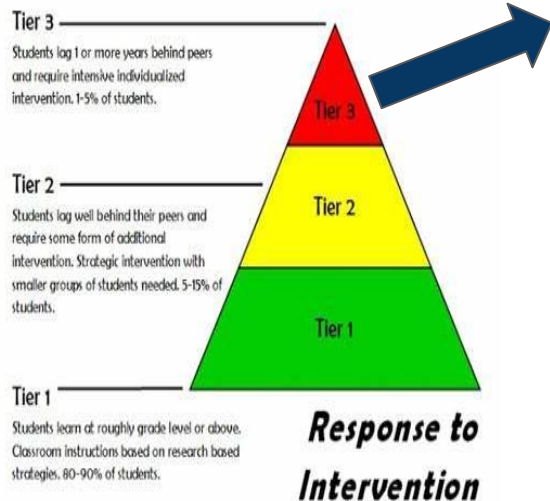 Tier 3
Students lag 1 or more years behind peers
and require intensive individualized
intervention. 1-5% of students.
Tier 3
Tier 2
Students lag well behind their peers and
require some form of additional
intervention. Strategic intervention with
smaller groups of students needed. 5-15% of
students.
Tier 2
Tier 1
Tier 1
Students learn at roughly grade level or above.
Classroom instructions based on research based
strategies. 80-90% of students.
Response to
Intervention